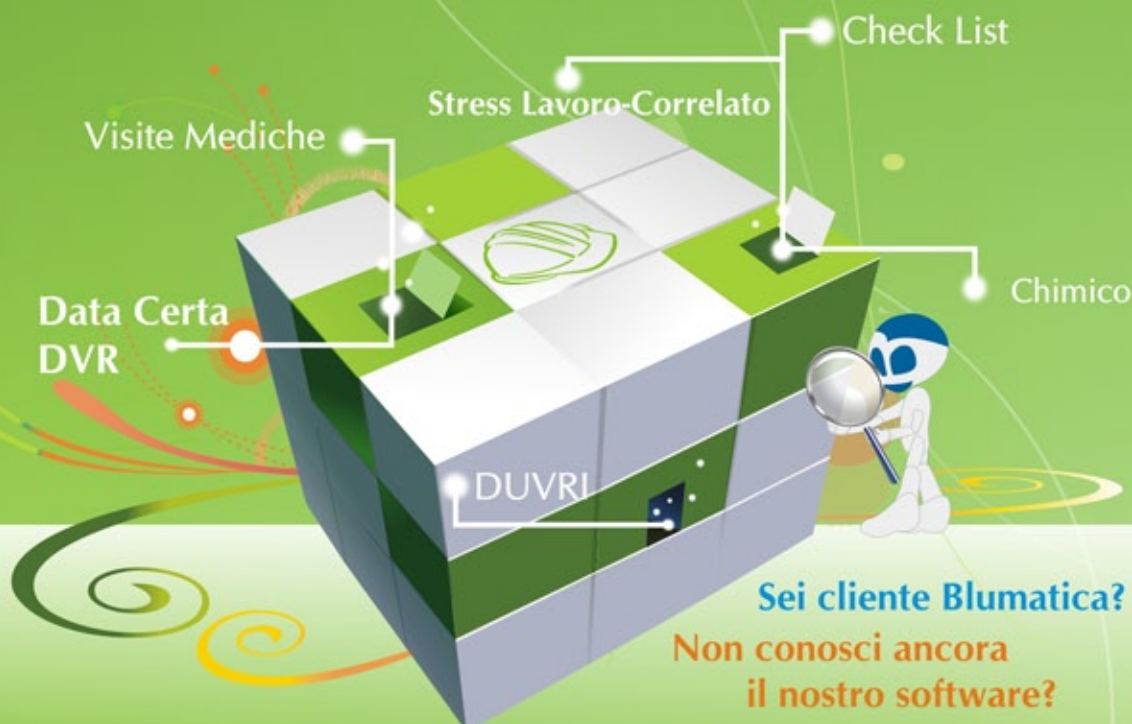 Check List
Stress Lavoro-Correlato
Visite Mediche
Chimico
Data Certa
DVR
DUVRI
Sei cliente Blumatica?
Non conosci ancora
il nostro software?